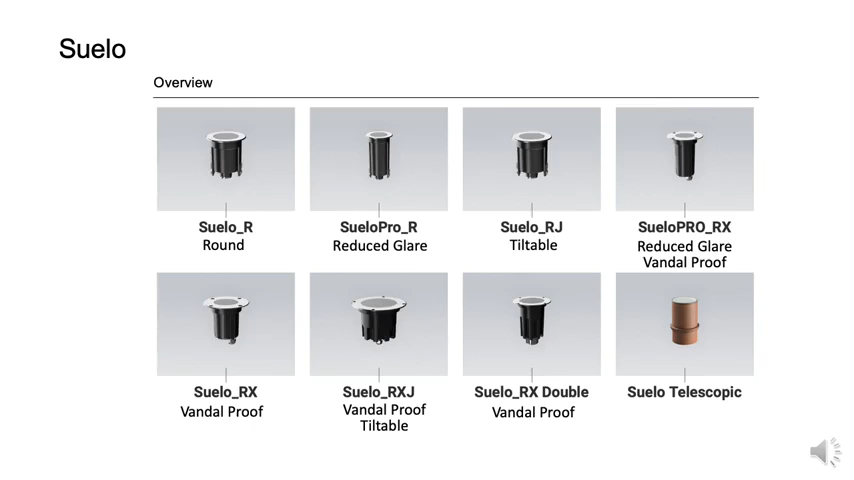 Suelo
Overview
Suelo_R
Round
SueloPro_R
Reduced Glare
Suelo_RJ
Tiltable
SueloPRO_RX
Reduced Glare
Vandal Proof
Suelo_RX
Vandal Proof
Suelo_RXJ
Vandal Proof
Tiltable
Suelo_RX Double
Vandal Proof
Suelo Telescopic